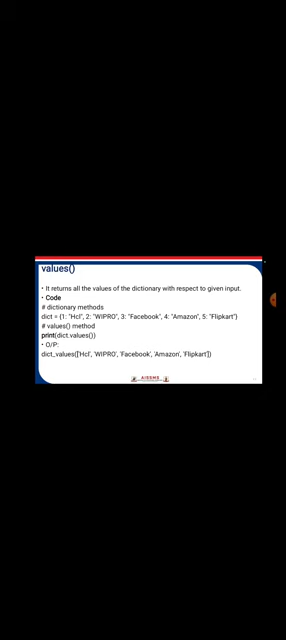 values()
• It returns all the values of the dictionary with respect to given input.
• Code
# dictionary methods
dict = {1: "Hcl", 2: "WIPRO", 3: "Facebook", 4: "Amazon", 5: "Flipkart"}
# values() method
print(dict.values())
• O/P:
dict_values(['Hcl', 'WIPRO', 'Facebook', 'Amazon', 'Flipkart'])
AISSMS